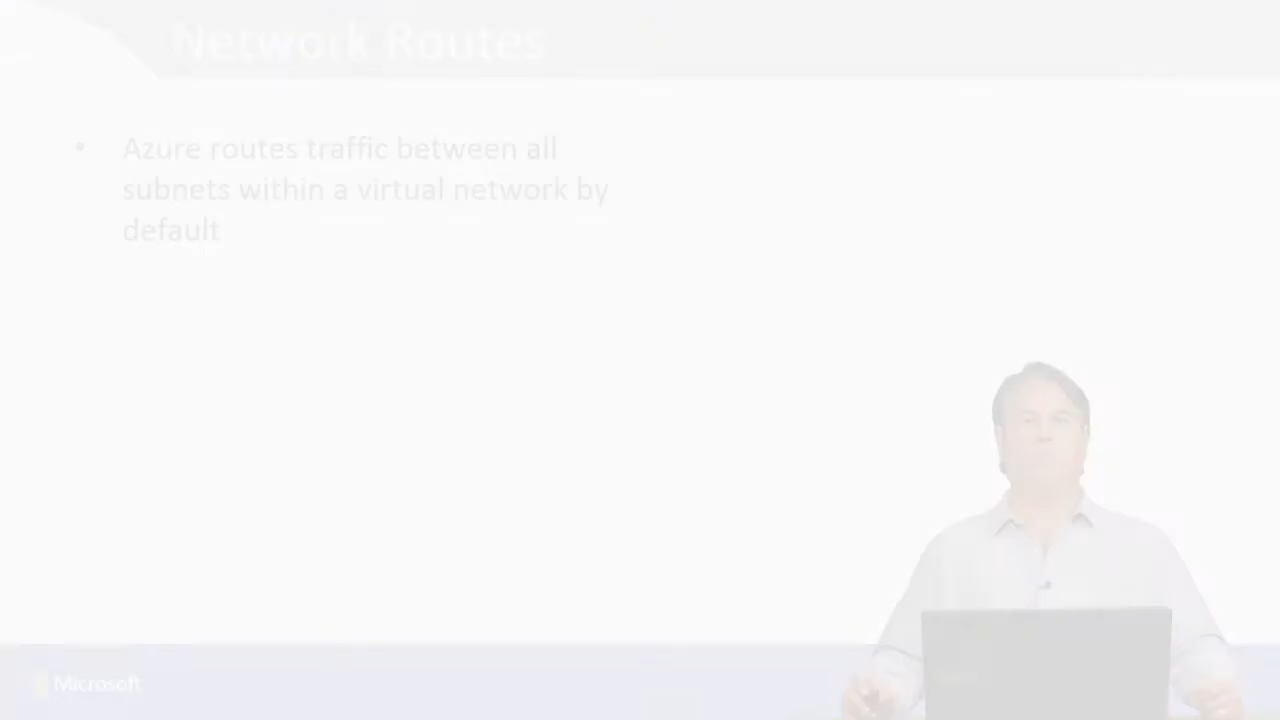 Network Routes
• Azure routes traffic between all
subnets within a virtual network by
default
Microsoft